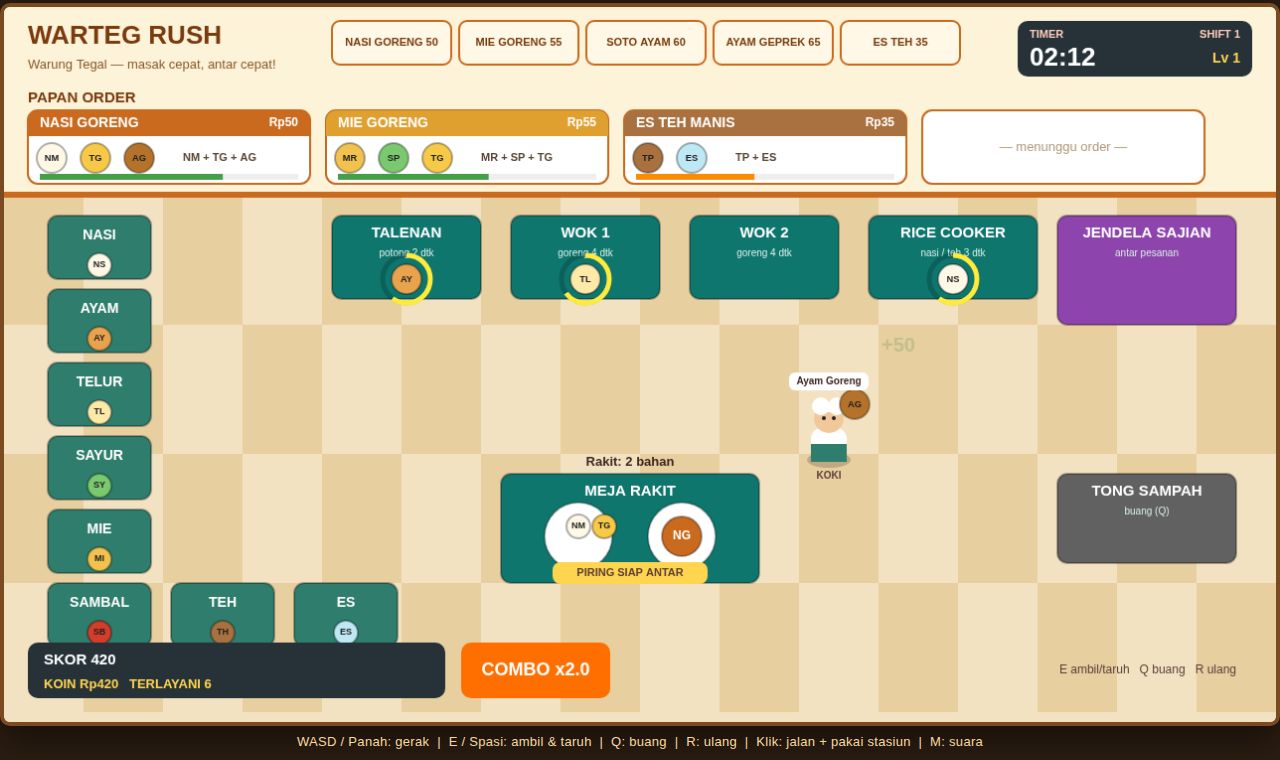 WARTEG RUSH
Warung Tegal — masak cepat, antar cepat!
NASI GORENG 50
MIE GORENG 55
SOTO AYAM 60
AYAM GEPREK 65
ES TEH 35
TIMER
SHIFT 1
02:12
Lv 1
PAPAN ORDER
NASI GORENG
Rp50
NM
TG
AG
NM + TG + AG
MIE GORENG
Rp55
MR
SP
TG
MR + SP + TG
ES TEH MANIS
Rp35
TP
ES
TP + ES
— menunggu order —
NASI
NS
AYAM
AY
TELUR
TL
SAYUR
SY
MIE
MI
SAMBAL
SB
TEH
TH
ES
ES
TALENAN
potong 2 dtk
AY
WOK 1
goreng 4 dtk
TL
WOK 2
goreng 4 dtk
RICE COOKER
nasi / teh 3 dtk
NS
JENDELA SAJIAN
antar pesanan
+50
Ayam Goreng
AG
KOKI
Rakit: 2 bahan
MEJA RAKIT
NM
TG
NG
PIRING SIAP ANTAR
TONG SAMPAH
buang (Q)
SKOR 420
KOIN Rp420 TERLAYANI 6
COMBO x2.0
E ambil/taruh Q buang R ulang
WASD / Panah: gerak | E / Spasi: ambil & taruh | Q: buang | R: ulang | Klik: jalan + pakai stasiun | M: suara